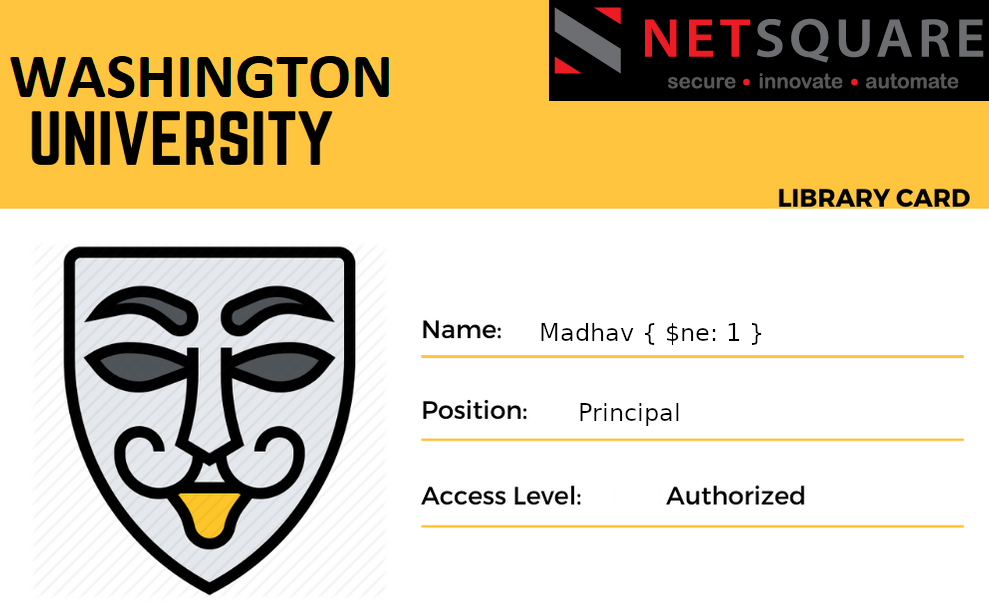 WASHINGTON
UNIVERSITY
NETSQUARE
secure • innovate • automate
LIBRARY CARD
Name: Madhav { $ne: 1 }
Position: Principal
Access Level: Authorized